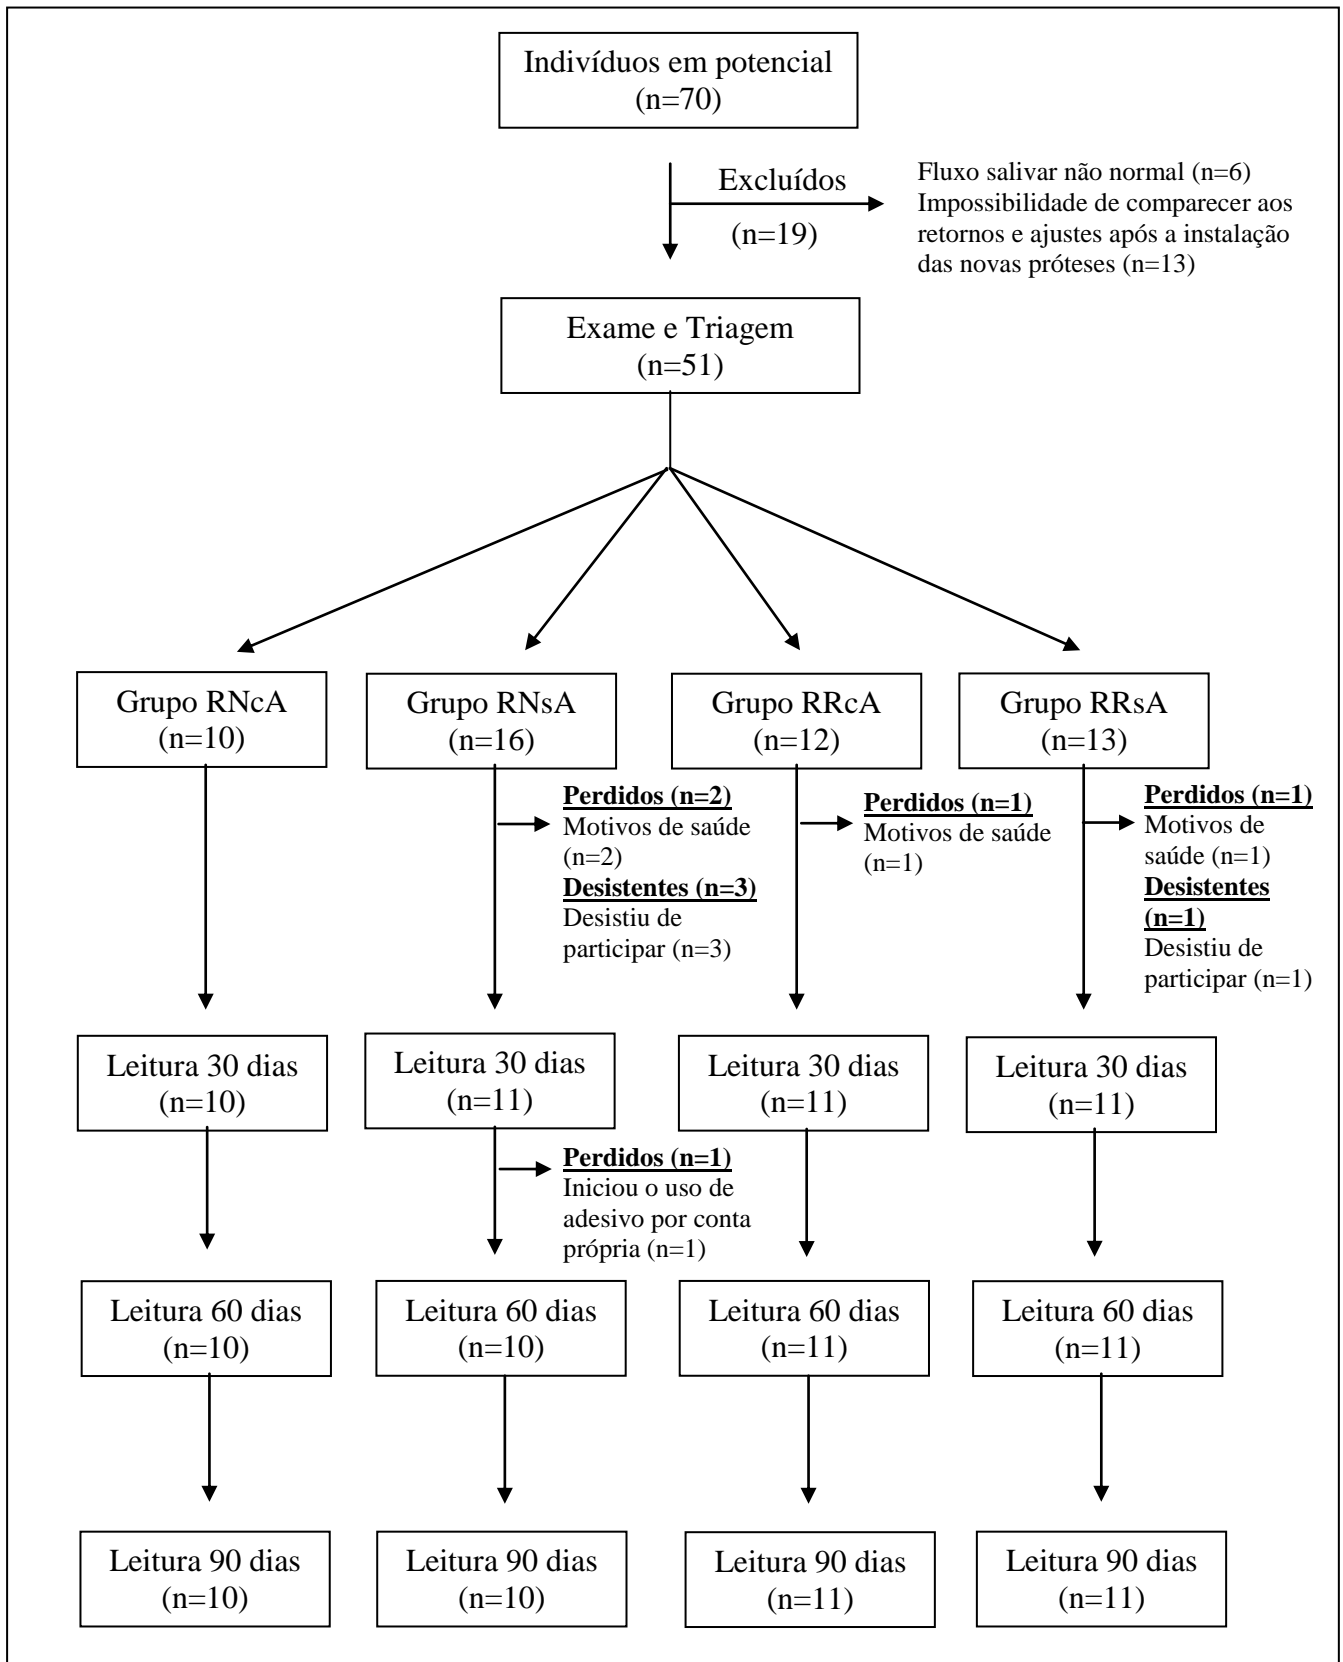 Indivíduos em potencial
(n=70)
Excluídos
(n=19)
Fluxo salivar não normal (n=6)
Impossibilidade de comparecer aos
retornos e ajustes após a instalação
das novas próteses (n=13)
Exame e Triagem
(n=51)
Grupo RNcA
(n=10)
Grupo RNsA
(n=16)
Grupo RRcA
(n=12)
Grupo RRsA
(n=13)
Perdidos (n=2)
Motivos de saúde
(n=2)
Desistentes (n=3)
Desistiu de
participar (n=3)
Perdidos (n=1)
Motivos de saúde
(n=1)
Perdidos (n=1)
Motivos de
saúde (n=1)
Desistentes
(n=1)
Desistiu de
participar (n=1)
Leitura 30 dias
(n=10)
Leitura 30 dias
(n=11)
Leitura 30 dias
(n=11)
Leitura 30 dias
(n=11)
Perdidos (n=1)
Iniciou o uso de
adesivo por conta
própria (n=1)
Leitura 60 dias
(n=10)
Leitura 60 dias
(n=10)
Leitura 60 dias
(n=11)
Leitura 60 dias
(n=11)
Leitura 90 dias
(n=10)
Leitura 90 dias
(n=10)
Leitura 90 dias
(n=11)
Leitura 90 dias
(n=11)